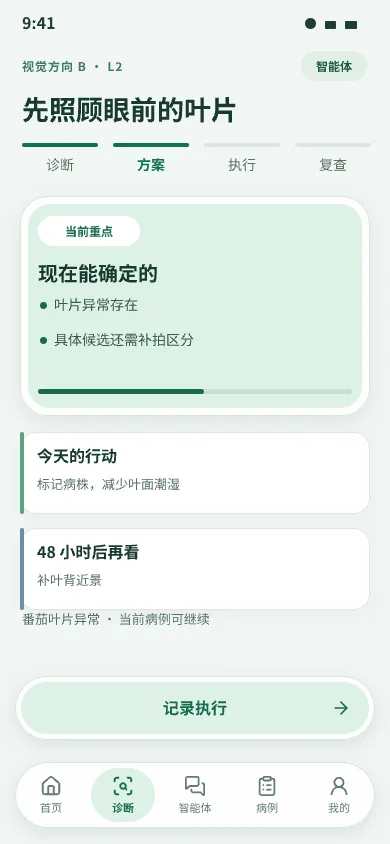 9:41
视觉方向 B · L2
智能体
先照顾眼前的叶片
诊断
方案
执行
复查
当前重点
现在能确定的
叶片异常存在
具体候选还需补拍区分
今天的行动
标记病株，减少叶面潮湿
48 小时后再看
补叶背近景
番茄叶片异常 · 当前病例可继续
记录执行
首页
诊断
智能体
病例
我的